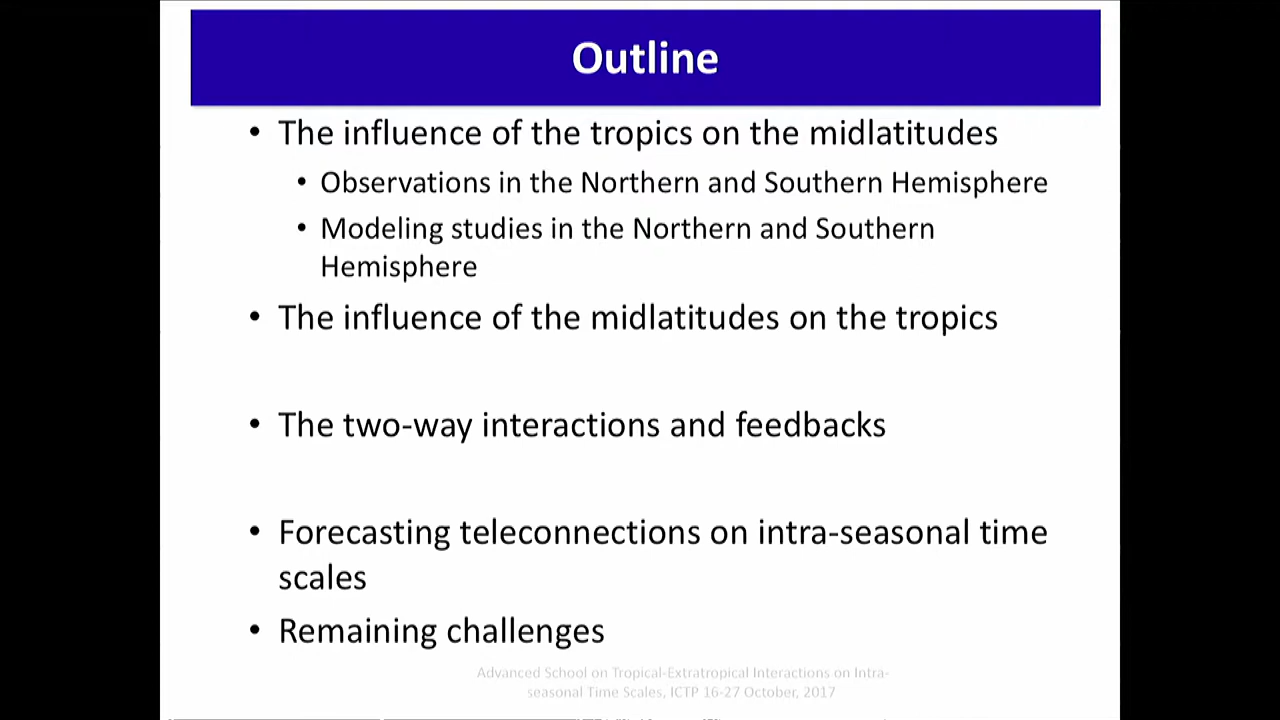 Outline
• The influence of the tropics on the midlatitudes
• Observations in the Northern and Southern Hemisphere
• Modeling studies in the Northern and Southern
Hemisphere
• The influence of the midlatitudes on the tropics
• The two-way interactions and feedbacks
• Forecasting teleconnections on intra-seasonal time
scales
• Remaining challenges
Advanced School on Tropical-Extratropical Interactions on Intra-
seasonal Time Scales, ICTP 16-27 October, 2017